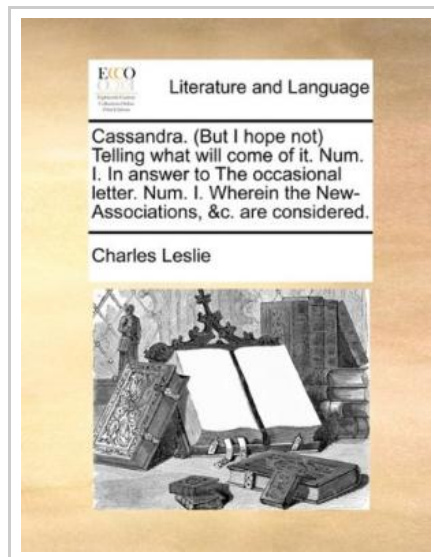 ECCO
Literature and Language
Cassandra. (But I hope not)
Telling what will come of it. Num.
I. In answer to The occasional
letter. Num. I. Wherein the New-
Associations, &c. are considered.
Charles Leslie